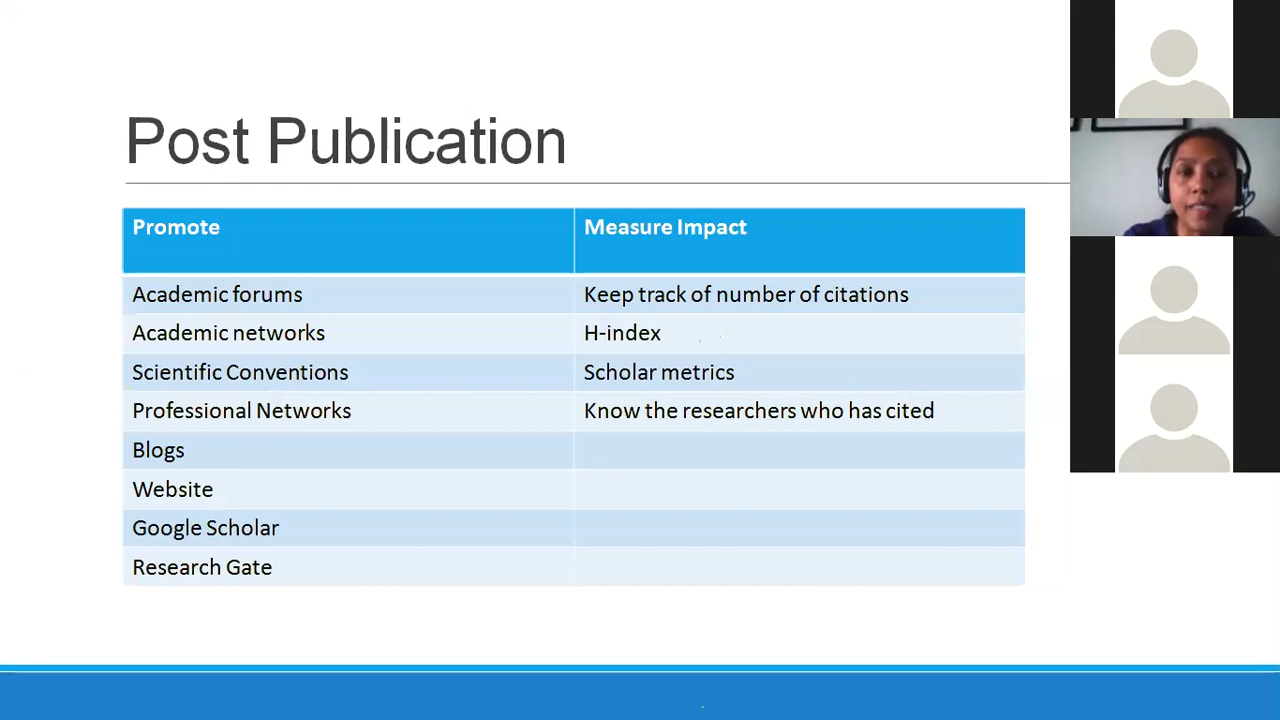 Post Publication
Promote
Measure Impact
Academic forums
Keep track of number of citations
Academic networks
H-index
Scientific Conventions
Scholar metrics
Professional Networks
Know the researchers who has cited
Blogs
Website
Google Scholar
Research Gate